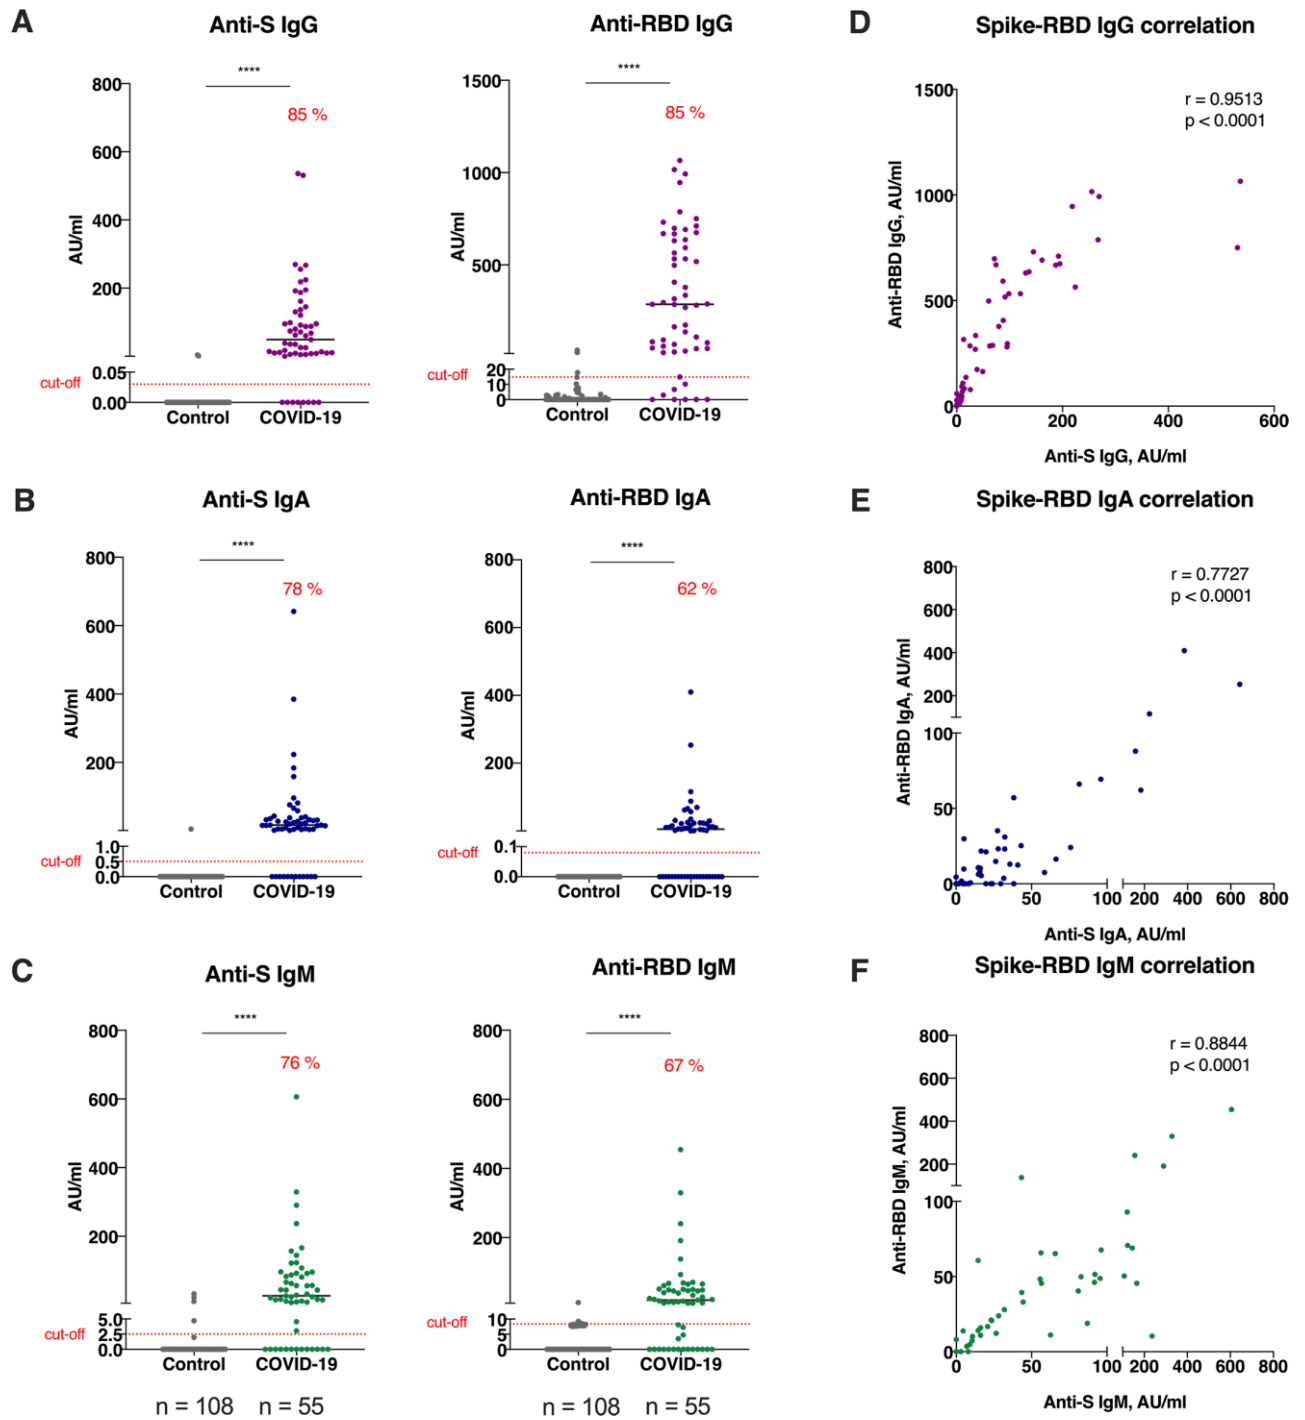 A
Anti-S IgG
Anti-RBD IgG
D
Spike-RBD IgG correlation
****
85 %
800
600
400
200
0.05
0.00
AU/ml
cut-off
Control
COVID-19
****
85 %
1500
1000
500
20
10
0
AU/ml
cut-off
Control
COVID-19
r = 0.9513
p < 0.0001
1500
1000
500
0
Anti-RBD IgG, AU/ml
0
200
400
600
Anti-S IgG, AU/ml
B
Anti-S IgA
Anti-RBD IgA
E
Spike-RBD IgA correlation
****
78 %
800
600
400
200
1.0
0.5
0.0
AU/ml
cut-off
Control
COVID-19
****
62 %
800
600
400
200
0.1
0.0
AU/ml
cut-off
Control
COVID-19
r = 0.7727
p < 0.0001
800
600
400
200
100
50
0
Anti-RBD IgA, AU/ml
0
50
100
200
400
600
800
Anti-S IgA, AU/ml
C
Anti-S IgM
Anti-RBD IgM
F
Spike-RBD IgM correlation
****
76 %
800
600
400
200
5.0
2.5
0.0
AU/ml
cut-off
Control
COVID-19
n = 108
n = 55
****
67 %
800
600
400
200
10
5
0
AU/ml
cut-off
Control
COVID-19
n = 108
n = 55
r = 0.8844
p < 0.0001
800
600
400
200
100
50
0
Anti-RBD IgM, AU/ml
0
50
100
200
400
600
800
Anti-S IgM, AU/ml